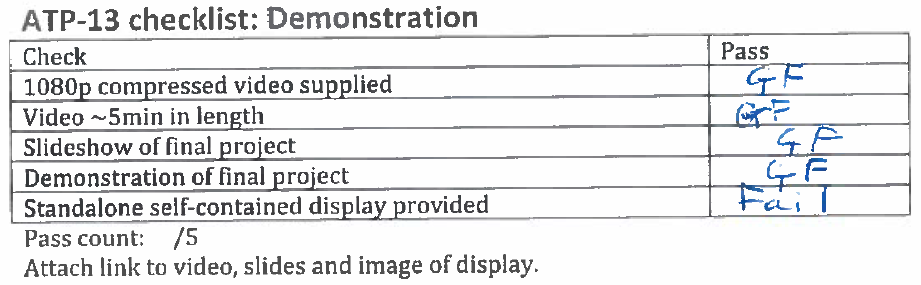 ATP-13 checklist: Demonstration
Check Pass
1080p compressed video supplied GF
Video ~5min in length GF
Slideshow of final project GF
Demonstration of final project GF
Standalone self-contained display provided Fail
Pass count: /5
Attach link to video, slides and image of display.